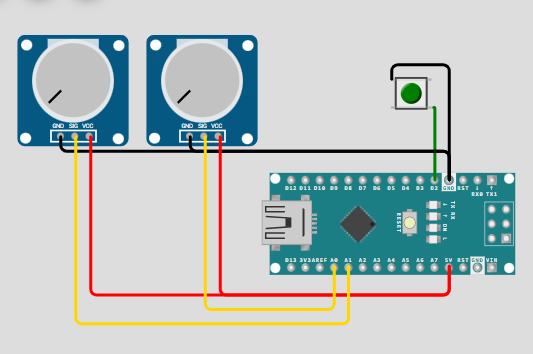 GND SIG VCC
GND SIG VCC
D12 D11 D10 D9 D8 D7 D6 D5 D4 D3 D2 GND RST
RX0 TX1
RESET
TX
RX
ON
L
D13 3V3 AREF A0 A1 A2 A3 A4 A5 A6 A7 5V RST GND VIN